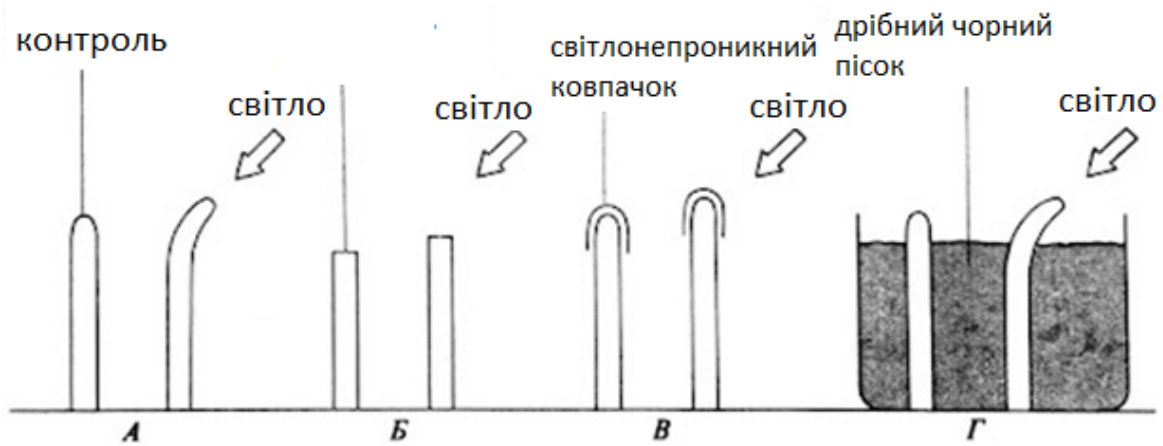 контроль
світло
світло
світлонепроникний
ковпачок
світло
дрібний чорний
пісок
світло
А
Б
В
Г